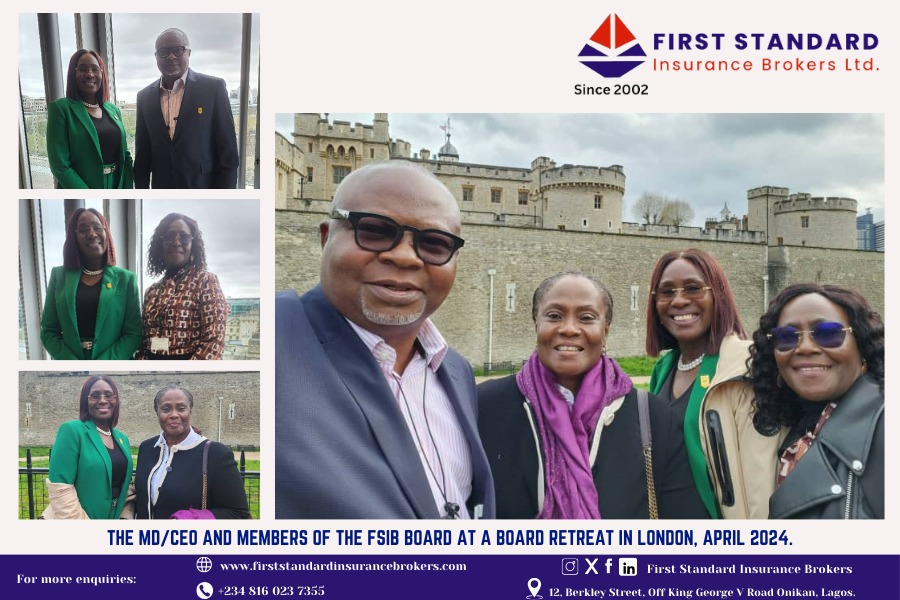 FIRST STANDARD
Insurance Brokers Ltd.
Since 2002
THE MD/CEO AND MEMBERS OF THE FSIB BOARD AT A BOARD RETREAT IN LONDON, APRIL 2024.
For more enquiries:
www.firststandardinsurancebrokers.com
+234 816 023 7355
First Standard Insurance Brokers
12, Berkley Street, Off King George V Road Onikan, Lagos.